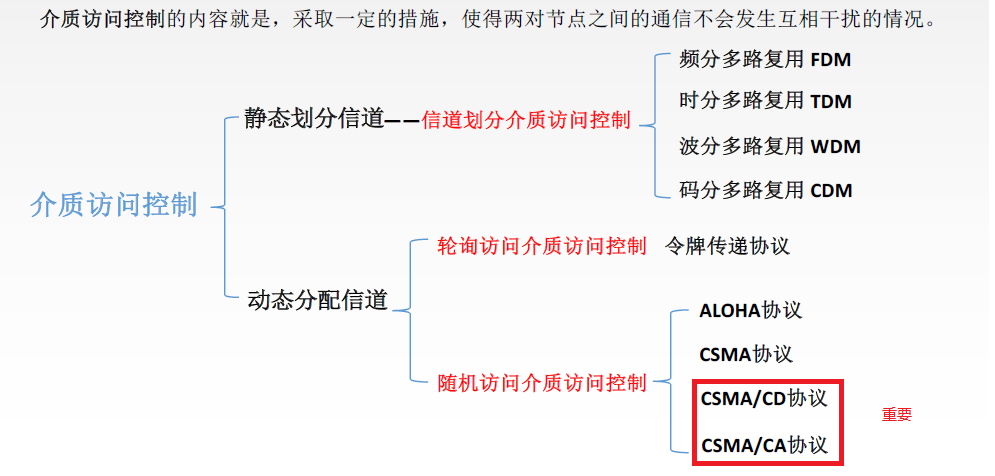 介质访问控制的内容就是，采取一定的措施，使得两对节点之间的通信不会发生互相干扰的情况。
频分多路复用 FDM
静态划分信道——信道划分介质访问控制
时分多路复用 TDM
波分多路复用 WDM
码分多路复用 CDM
介质访问控制
轮询访问介质访问控制 令牌传递协议
动态分配信道
ALOHA协议
CSMA协议
随机访问介质访问控制
CSMA/CD协议
重要
CSMA/CA协议